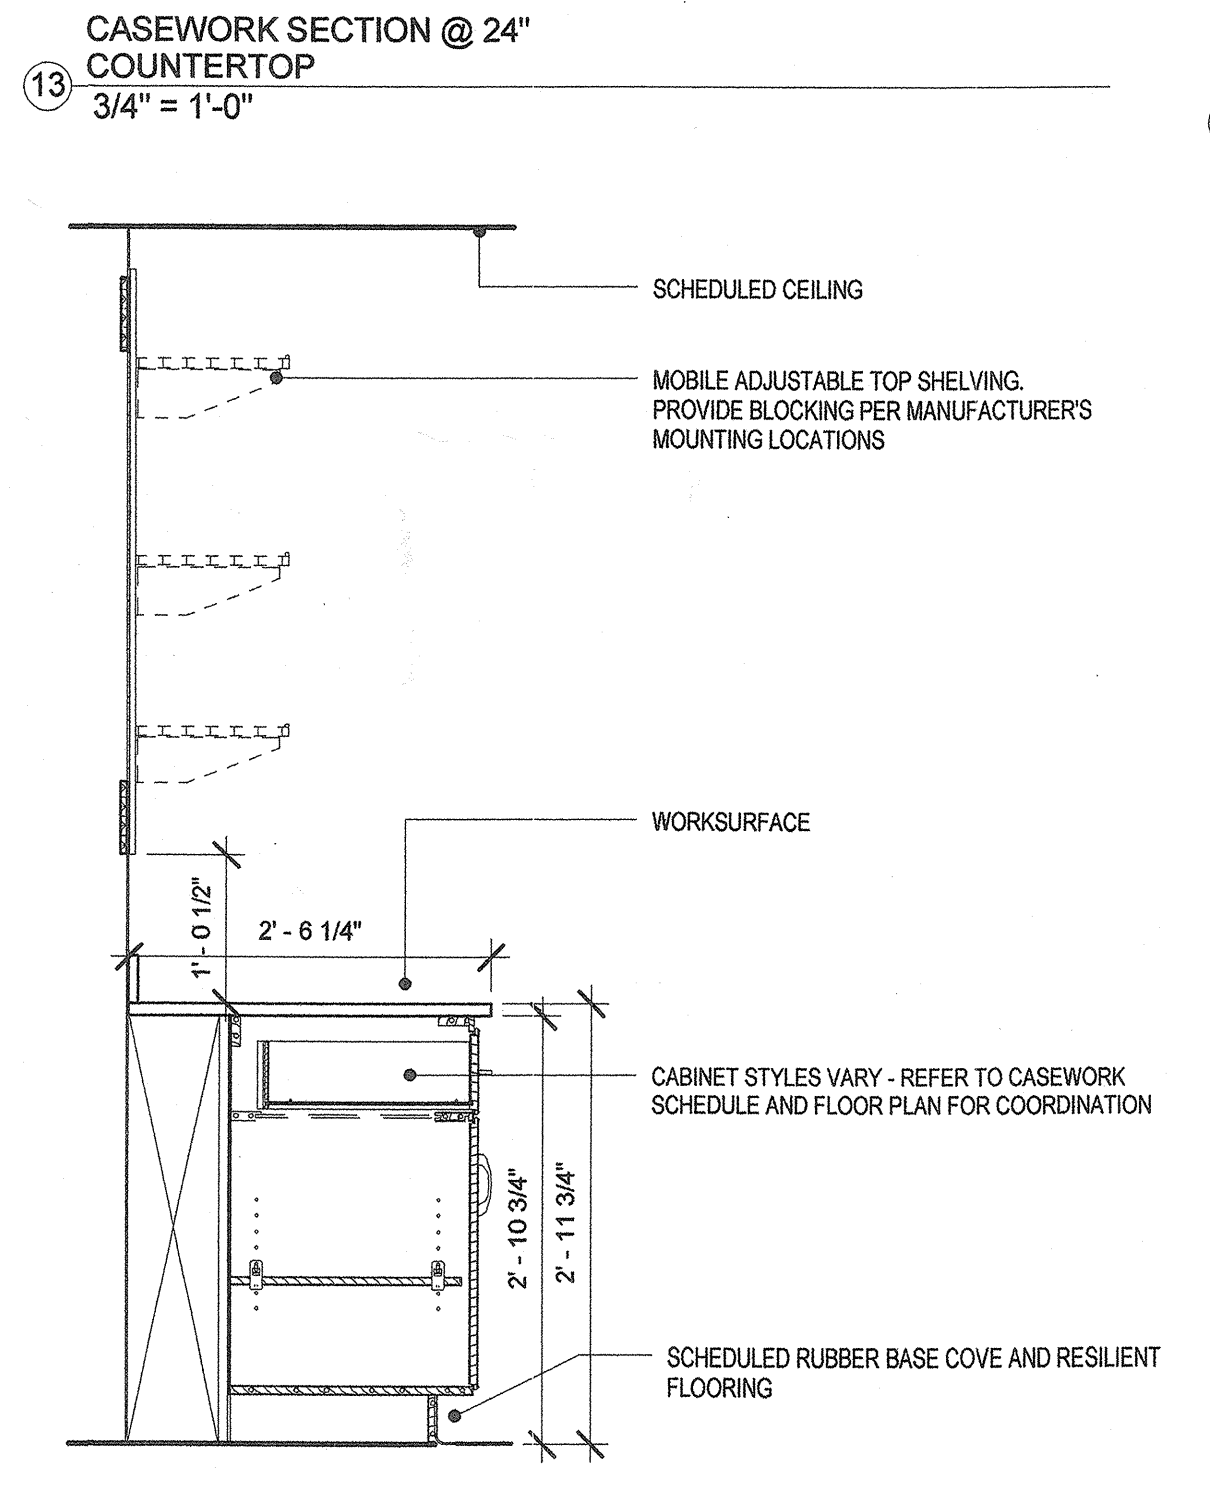 CASEWORK SECTION @ 24"
COUNTERTOP
13
3/4" = 1'-0"
SCHEDULED CEILING
MOBILE ADJUSTABLE TOP SHELVING.
PROVIDE BLOCKING PER MANUFACTURER'S
MOUNTING LOCATIONS
WORKSURFACE
1' - 0 1/2"
2' - 6 1/4"
CABINET STYLES VARY - REFER TO CASEWORK
SCHEDULE AND FLOOR PLAN FOR COORDINATION
2' - 10 3/4"
2' - 11 3/4"
SCHEDULED RUBBER BASE COVE AND RESILIENT
FLOORING